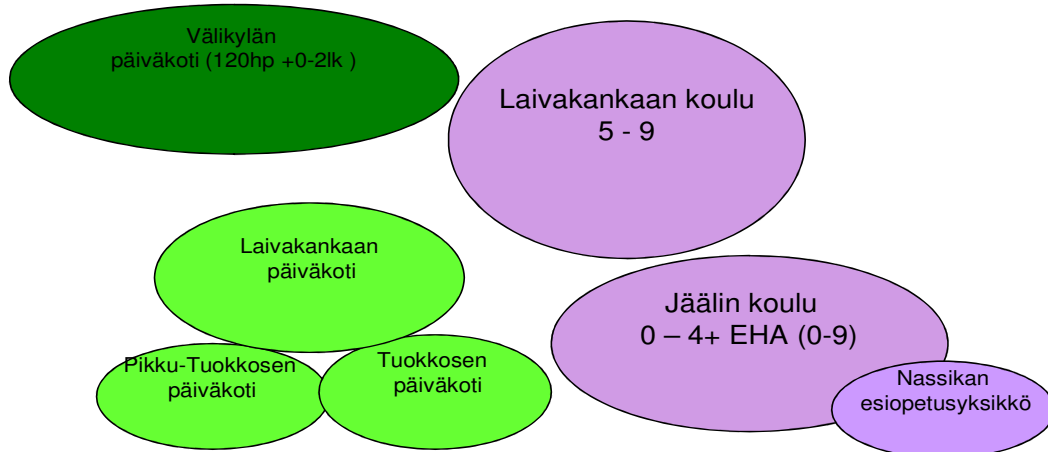 Välikylän
päiväkoti (120hp +0-2lk )
Laivakankaan koulu
5 - 9
Laivakankaan
päiväkoti
Jäälin koulu
0 – 4+ EHA (0-9)
Pikku-Tuokkosen
päiväkoti
Tuokkosen
päiväkoti
Nassikan
esiopetusyksikkö